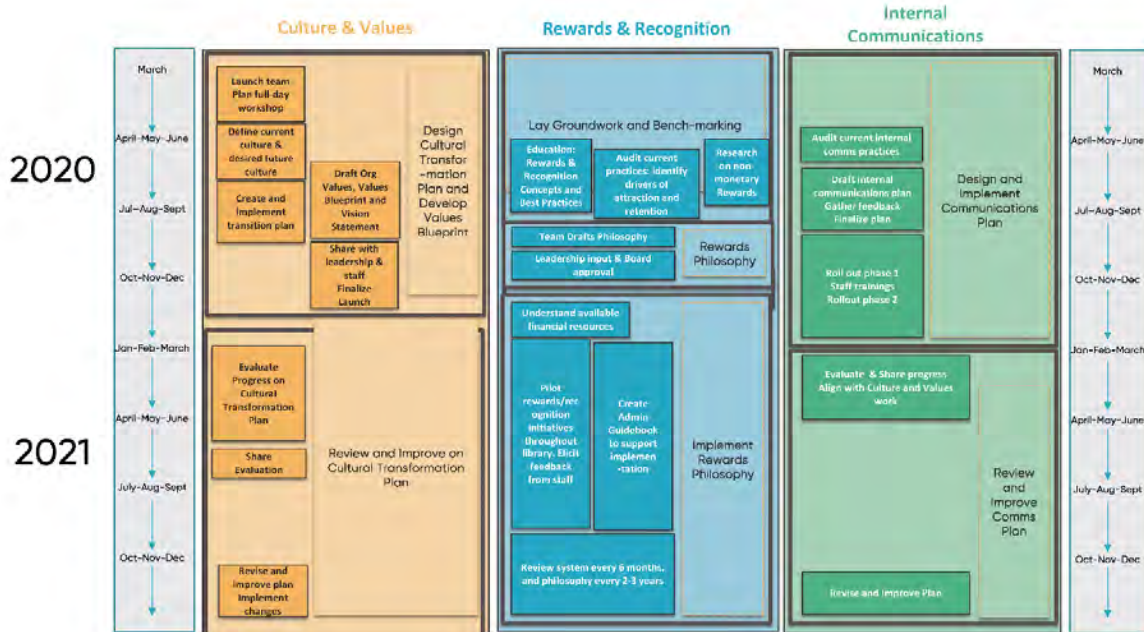 Culture & Values
Rewards & Recognition
Internal
Communications
2020
2021
March
April-May-June
Jul-Aug-Sept
Oct-Nov-Dec
Jan-Feb-March
April-May-June
July-Aug-Sept
Oct-Nov-Dec
Launch team
Plan full-day
workshop
Define current
culture &
desired future
culture
Create and
implement
transition plan
Draft Org
Values, Values
Blueprint and
Vision
Statement
Share with
leadership &
staff
Finalize
Launch
Design
Cultural
Transfor
-mation
Plan and
Develop
Values
Blueprint
Evaluate
Progress on
Cultural
Transformation
Plan
Share
Evaluation
Revise and
Improve plan
Implement
changes
Review and Improve on
Cultural Transformation
Plan
Lay Groundwork and Bench-marking
Education:
Rewards &
Recognition
Concepts and
Best Practices
Audit current
practices: identify
drivers of
attraction and
retention
Research
on non-
monetary
Rewards
Team Drafts Philosophy
Leadership input & Board
approval
Rewards
Philosophy
Understand available
financial resources
Pilot
rewards/rec
ognition
initiatives
throughout
library. Elicit
feedback
from staff
Create
Admin
Guidebook
to support
implemen
-tation
Implement
Rewards
Philosophy
Review system every 6 months,
and philosophy every 2-3 years
Audit current internal
comms practices
Draft internal
communications plan
Gather feedback
Finalize plan
Roll out phase 1
Staff trainings
Rollout phase 2
Design and
Implement
Communications
Plan
Evaluate & Share progress
Align with Culture and Values
work
Revise and Improve Plan
Review
and
Improve
Comms
Plan
March
April-May-June
Jul-Aug-Sept
Oct-Nov-Dec
Jan-Feb-March
April-May-June
July-Aug-Sept
Oct-Nov-Dec